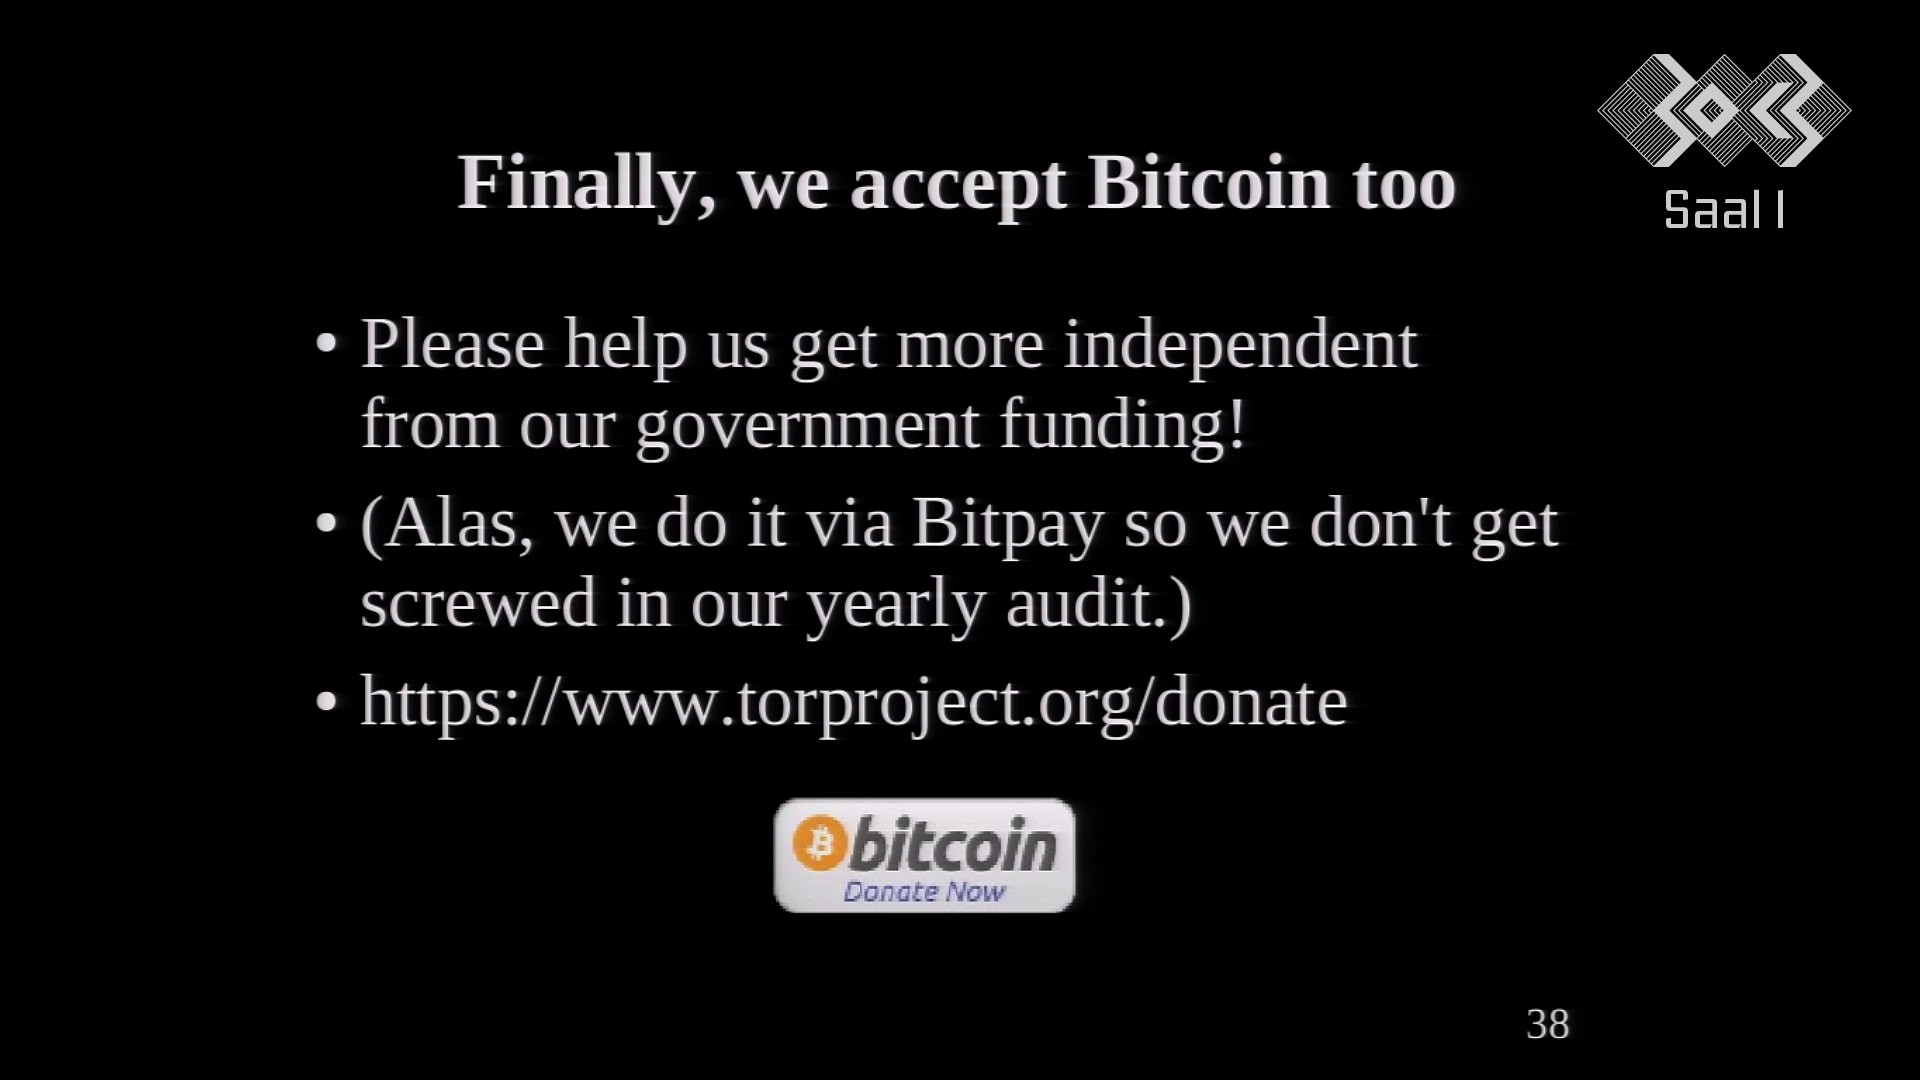 30C3
Saal 1
Finally, we accept Bitcoin too
• Please help us get more independent
from our government funding!
• (Alas, we do it via Bitpay so we don't get
screwed in our yearly audit.)
• https://www.torproject.org/donate
bitcoin
Donate Now
38